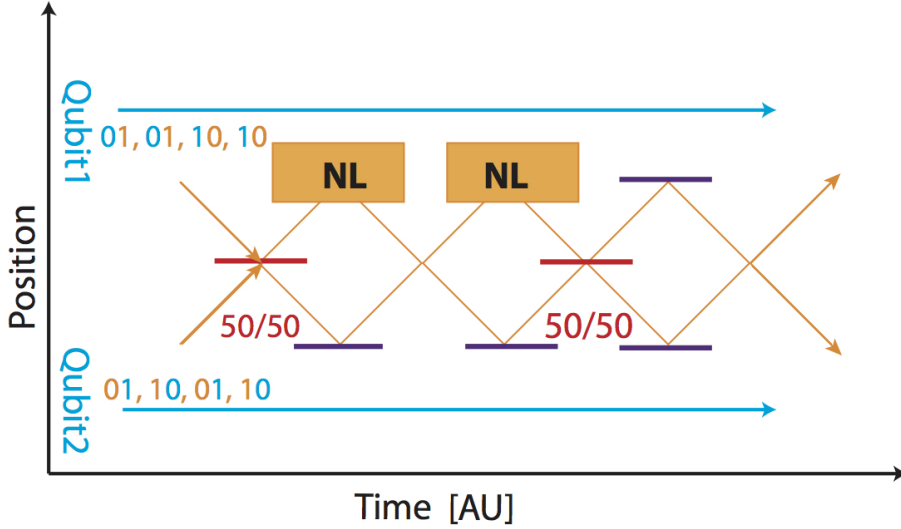 Qubit1
01, 01, 10, 10
NL
NL
50/50
50/50
Position
Qubit2
01, 10, 01, 10
Time [AU]